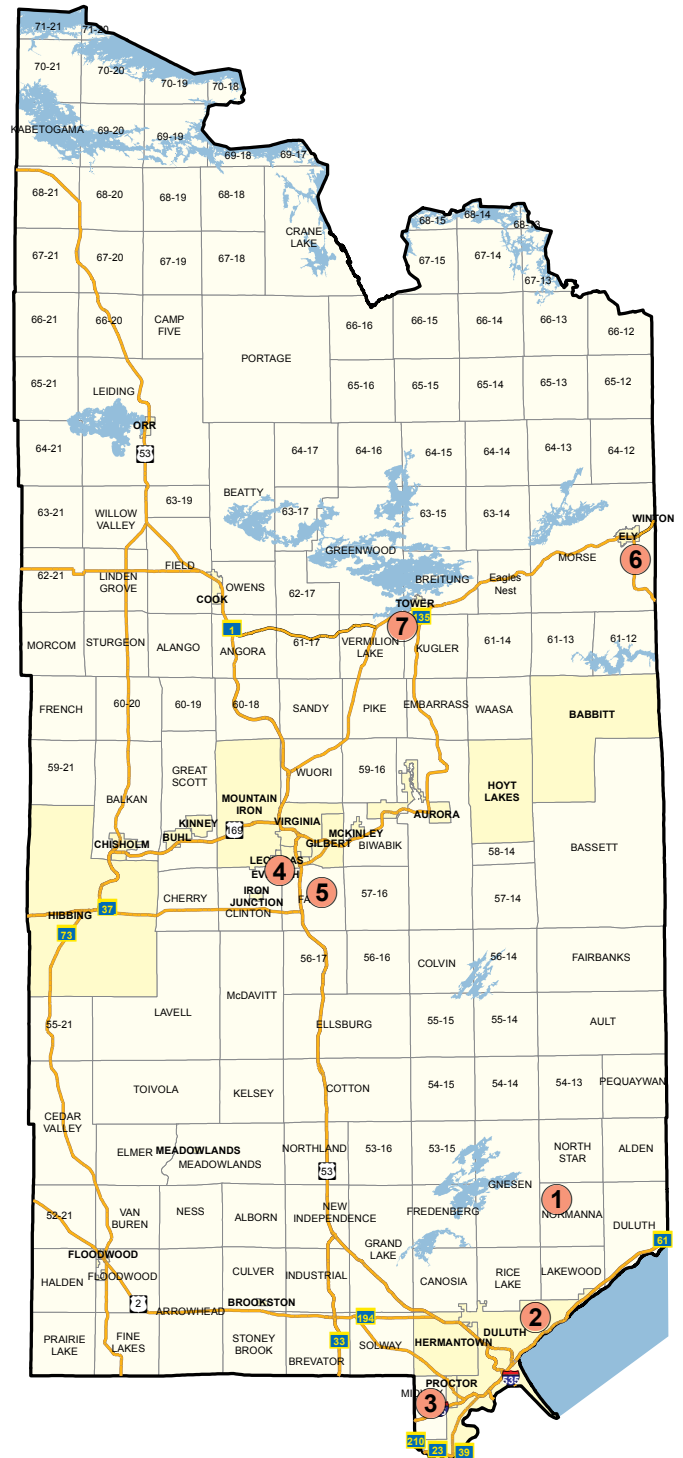 71-21
71-20
70-21
70-20
70-19
70-18
KABETOGAMA
69-20
69-19
69-18
69-17
68-21
68-20
68-19
68-18
CRANE
LAKE
68-15
68-14
68-13
67-21
67-20
67-19
67-18
67-15
67-14
67-13
66-21
66-20
CAMP
FIVE
PORTAGE
66-16
66-15
66-14
66-13
66-12
65-21
LEIDING
65-16
65-15
65-14
65-13
65-12
ORR
53
64-21
64-17
64-16
64-15
64-14
64-13
64-12
BEATTY
63-21
WILLOW
VALLEY
63-19
63-17
63-15
63-14
WINTON
ELY
6
GREENWOOD
MORSE
62-21
LINDEN
GROVE
FIELD
OWENS
COOK
62-17
BREITUNG
Eagles
Nest
TOWER
135
7
1
MORCOM
STURGEON
ALANGO
ANGORA
61-17
VERMILION
LAKE
KUGLER
61-14
61-13
61-12
FRENCH
60-20
60-19
60-18
SANDY
PIKE
EMBARRASS
WAASA
BABBITT
59-21
BALKAN
GREAT
SCOTT
MOUNTAIN
IRON
WUORI
59-16
HOYT
LAKES
KINNEY
BUHL
CHISHOLM
169
VIRGINIA
GILBERT
MCKINLEY
BIWABIK
AURORA
58-14
BASSETT
4
5
CHERRY
IRON
JUNCTION
CLINTON
57-16
57-14
HIBBING
37
73
56-17
56-16
COLVIN
56-14
FAIRBANKS
LAVELL
McDAVITT
55-21
ELLSBURG
55-15
55-14
AULT
TOIVOLA
KELSEY
COTTON
54-15
54-14
54-13
PEQUAYWAN
CEDAR
VALLEY
ELMER
MEADOWLANDS
MEADOWLANDS
NORTHLAND
53
53-16
53-15
NORTH
STAR
ALDEN
GNESEN
1
NORMANNA
52-21
VAN
BUREN
NESS
ALBORN
NEW
INDEPENDENCE
FREDENBERG
DULUTH
GRAND
LAKE
61
FLOODWOOD
FLOODWOOD
HALDEN
CULVER
INDUSTRIAL
CANOSIA
RICE
LAKE
LAKEWOOD
2
ARROWHEAD
BROOKSTON
194
2
DULUTH
HERMANTOWN
PRAIRIE
LAKE
FINE
LAKES
STONEY
BROOK
33
SOLWAY
BREVATOR
PROCTOR
535
3
210
23
39